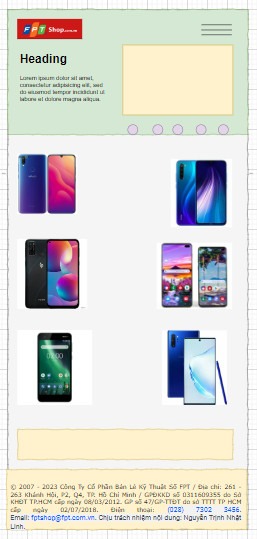 FPT Shop.com.vn
Heading
Lorem ipsum dolor sit amet,
consectetur adipisicing elit, sed
do eiusmod tempor incididunt ut
labore et dolore magna aliqua.
© 2007 - 2023 Công Ty Cổ Phần Bán Lẻ Kỹ Thuật Số FPT / Địa chỉ: 261 -
263 Khánh Hội, P2, Q4, TP. Hồ Chí Minh / GPĐKKD số 0311609355 do Sở
KHĐT TP.HCM cấp ngày 08/03/2012. GP số 47/GP-TTĐT do sở TTTT TP HCM
cấp ngày 02/07/2018. Điện thoại: (028) 7302 3456.
Email: fptshop@fpt.com.vn. Chịu trách nhiệm nội dung: Nguyễn Trịnh Nhật
Linh.